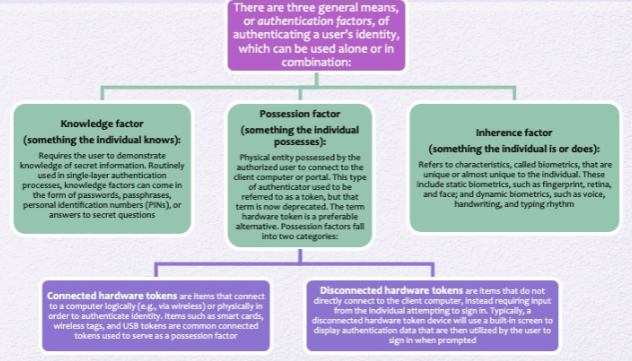 There are three general means,
or authentication factors, of
authenticating a user's identity,
which can be used alone or in
combination:
Knowledge factor
(something the individual knows):
Requires the user to demonstrate
knowledge of secret information. Routinely
used in single-layer authentication
processes, knowledge factors can come in
the form of passwords, passphrases,
personal identification numbers (PINs), or
answers to secret questions
Possession factor
(something the individual
possesses):
Physical entity possessed by the
authorized user to connect to the
client computer or portal. This type
of authenticator used to be
referred to as a token, but that
term is now deprecated. The term
hardware token is a preferable
alternative. Possession factors fall
into two categories:
Inherence factor
(something the individual is or does):
Refers to characteristics, called biometrics, that are
unique or almost unique to the individual. These
include static biometrics, such as fingerprint, retina,
and face; and dynamic biometrics, such as voice,
handwriting, and typing rhythm
Connected hardware tokens are items that connect
to a computer logically (e.g., via wireless) or physically in
order to authenticate identity. Items such as smart cards,
wireless tags, and USB tokens are common connected
tokens used to serve as a possession factor
Disconnected hardware tokens are items that do not
directly connect to the client computer, instead requiring input
from the individual attempting to sign in. Typically, a
disconnected hardware token device will use a built-in screen to
display authentication data that are then utilized by the user to
sign in when prompted